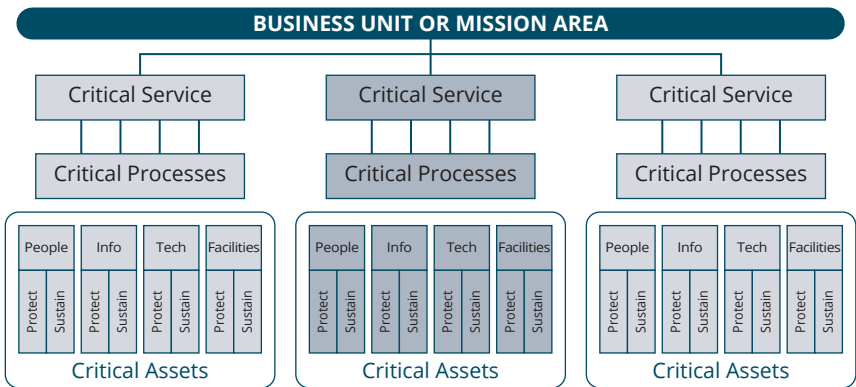 BUSINESS UNIT OR MISSION AREA
Critical Service Critical Service Critical Service
Critical Processes Critical Processes Critical Processes
People Info Tech Facilities People Info Tech Facilities People Info Tech Facilities
Protect Sustain Protect Sustain Protect Sustain Protect Sustain Protect Sustain Protect Sustain Protect Sustain Protect Sustain Protect Sustain Protect Sustain Protect Sustain Protect Sustain
Critical Assets Critical Assets Critical Assets